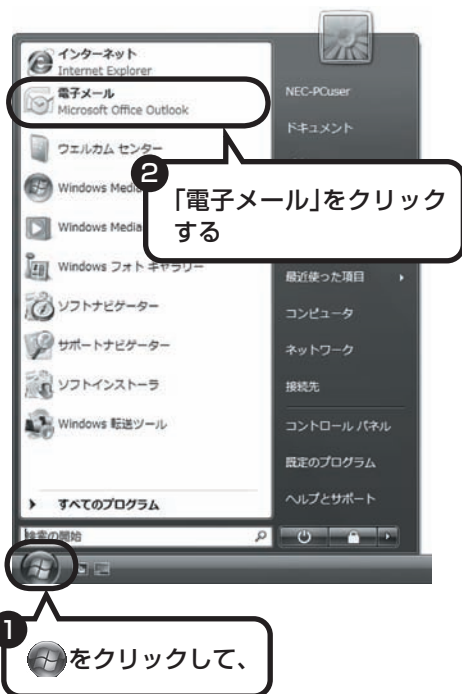 インターネット
Internet Explorer
電子メール
Microsoft Office Outlook
ウェルカム センター
Windows Media
Windows Media
Windows フォト ギャラリー
ソフトナビゲーター
サポートナビゲーター
ソフトインストーラ
Windows 転送ツール
すべてのプログラム
検索の開始
NEC-PCuser
ドキュメント
最近使った項目
コンピュータ
ネットワーク
接続先
コントロール パネル
既定のプログラム
ヘルプとサポート
2
「電子メール」をクリック
する
1
をクリックして、